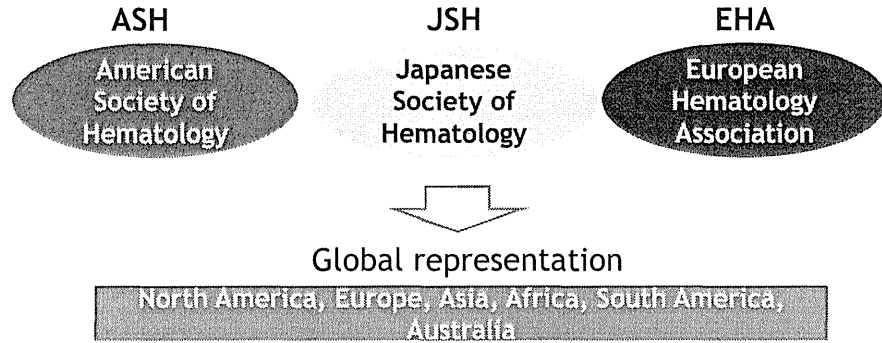 ASH JSH EHA
American
Society of
Hematology
Japanese
Society of
Hematology
European
Hematology
Association
Global representation
North America, Europe, Asia, Africa, South America,
Australia